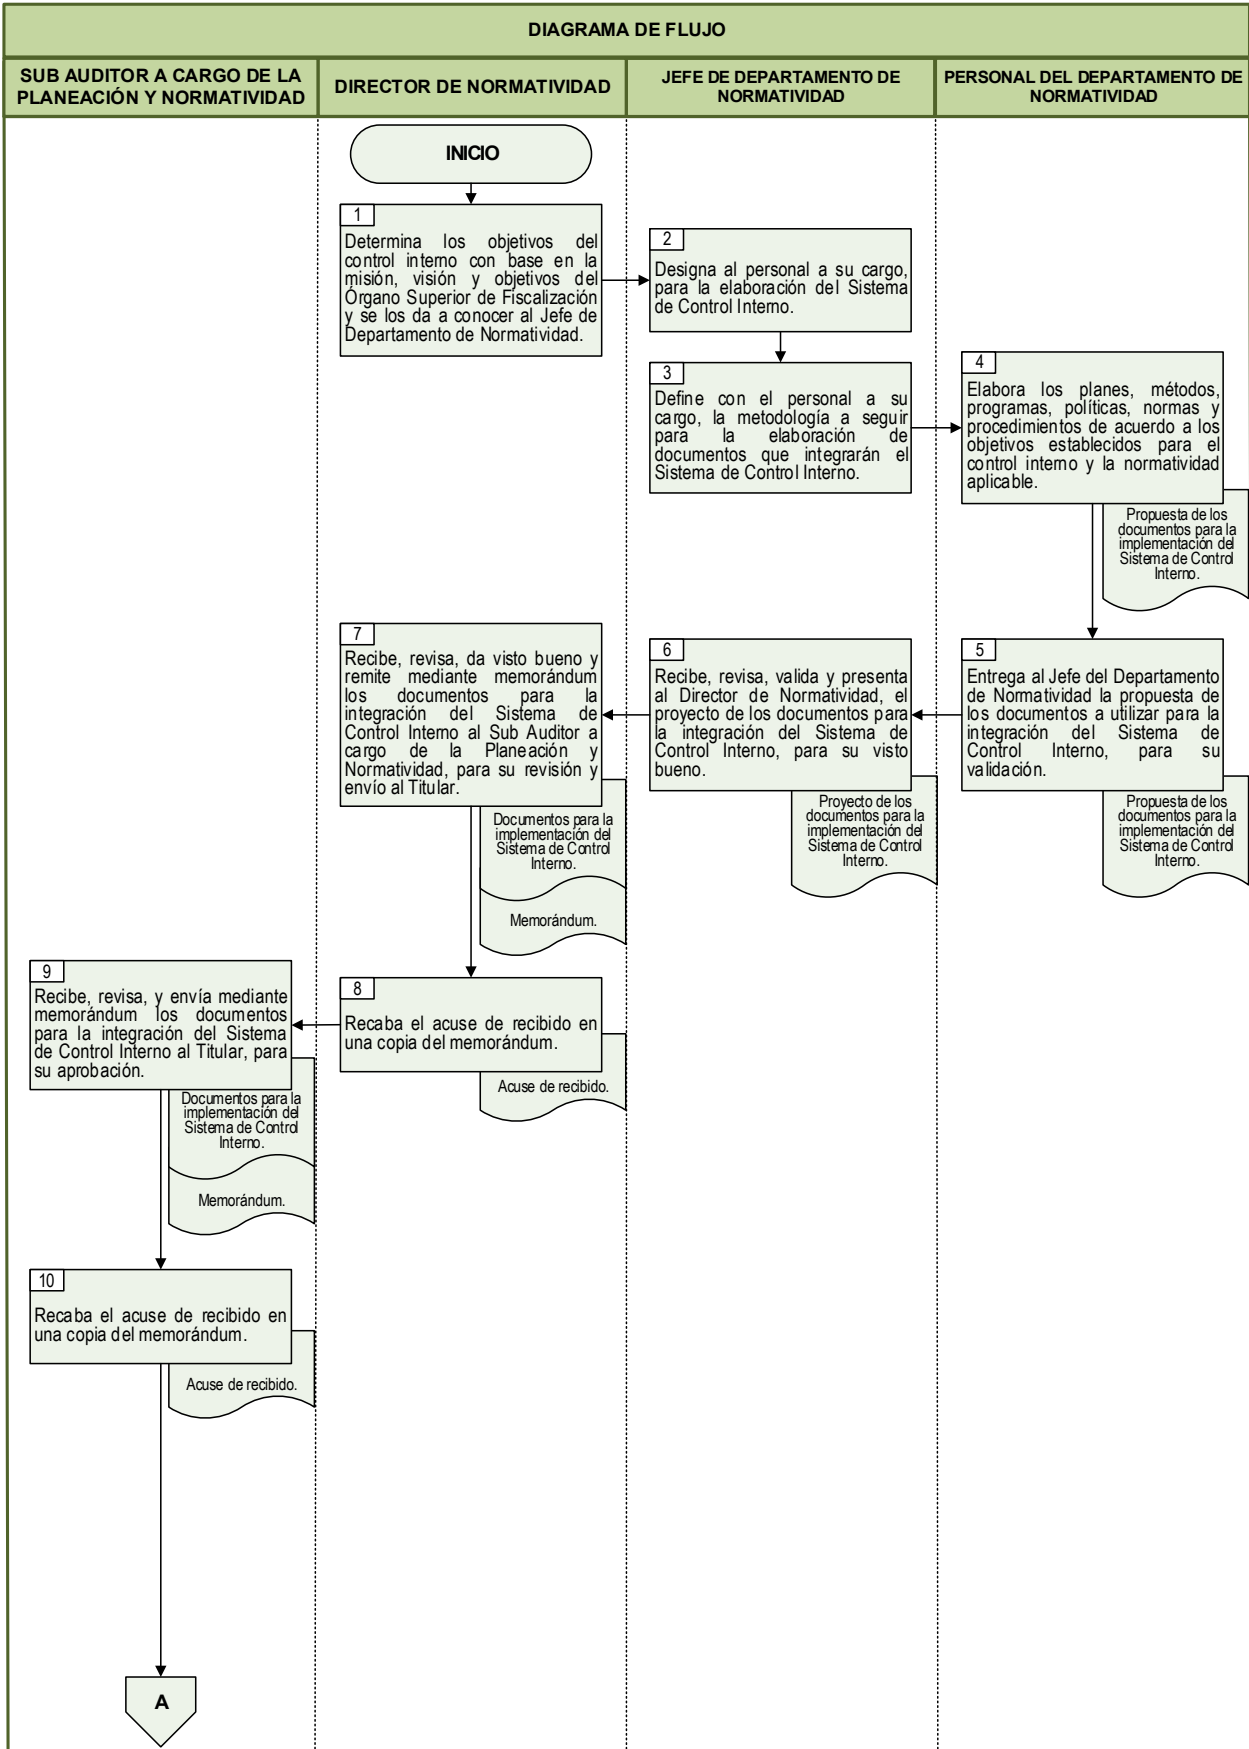 DIAGRAMA DE FLUJO
SUB AUDITOR A CARGO DE LA
PLANEACIÓN Y NORMATIVIDAD
DIRECTOR DE NORMATIVIDAD
JEFE DE DEPARTAMENTO DE
NORMATIVIDAD
PERSONAL DEL DEPARTAMENTO DE
NORMATIVIDAD
INICIO
1
Determina los objetivos del
control interno con base en la
misión, visión y objetivos del
Órgano Superior de Fiscalización
y se los da a conocer al Jefe de
Departamento de Normatividad.
2
Designa al personal a su cargo,
para la elaboración del Sistema
de Control Interno.
3
Define con el personal a su
cargo, la metodología a seguir
para la elaboración de
documentos que integrarán el
Sistema de Control Interno.
4
Elabora los planes, métodos,
programas, políticas, normas y
procedimientos de acuerdo a los
objetivos establecidos para el
control interno y la normatividad
aplicable.
Propuesta de los
documentos para la
implementación del
Sistema de Control
Interno.
5
Entrega al Jefe del Departamento
de Normatividad la propuesta de
los documentos a utilizar para la
integración del Sistema de
Control Interno, para su
validación.
Propuesta de los
documentos para la
implementación del
Sistema de Control
Interno.
6
Recibe, revisa, valida y presenta
al Director de Normatividad, el
proyecto de los documentos para
la integración del Sistema de
Control Interno, para su visto
bueno.
Proyecto de los
documentos para la
implementación del
Sistema de Control
Interno.
7
Recibe, revisa, da visto bueno y
remite mediante memorándum
los documentos para la
integración del Sistema de
Control Interno al Sub Auditor a
cargo de la Planeación y
Normatividad, para su revisión y
envío al Titular.
Documentos para la
implementación del
Sistema de Control
Interno.
Memorándum.
8
Recaba el acuse de recibido en
una copia del memorándum.
Acuse de recibido.
9
Recibe, revisa, y envía mediante
memorándum los documentos
para la integración del Sistema
de Control Interno al Titular, para
su aprobación.
Documentos para la
implementación del
Sistema de Control
Interno.
Memorándum.
10
Recaba el acuse de recibido en
una copia del memorándum.
Acuse de recibido.
A